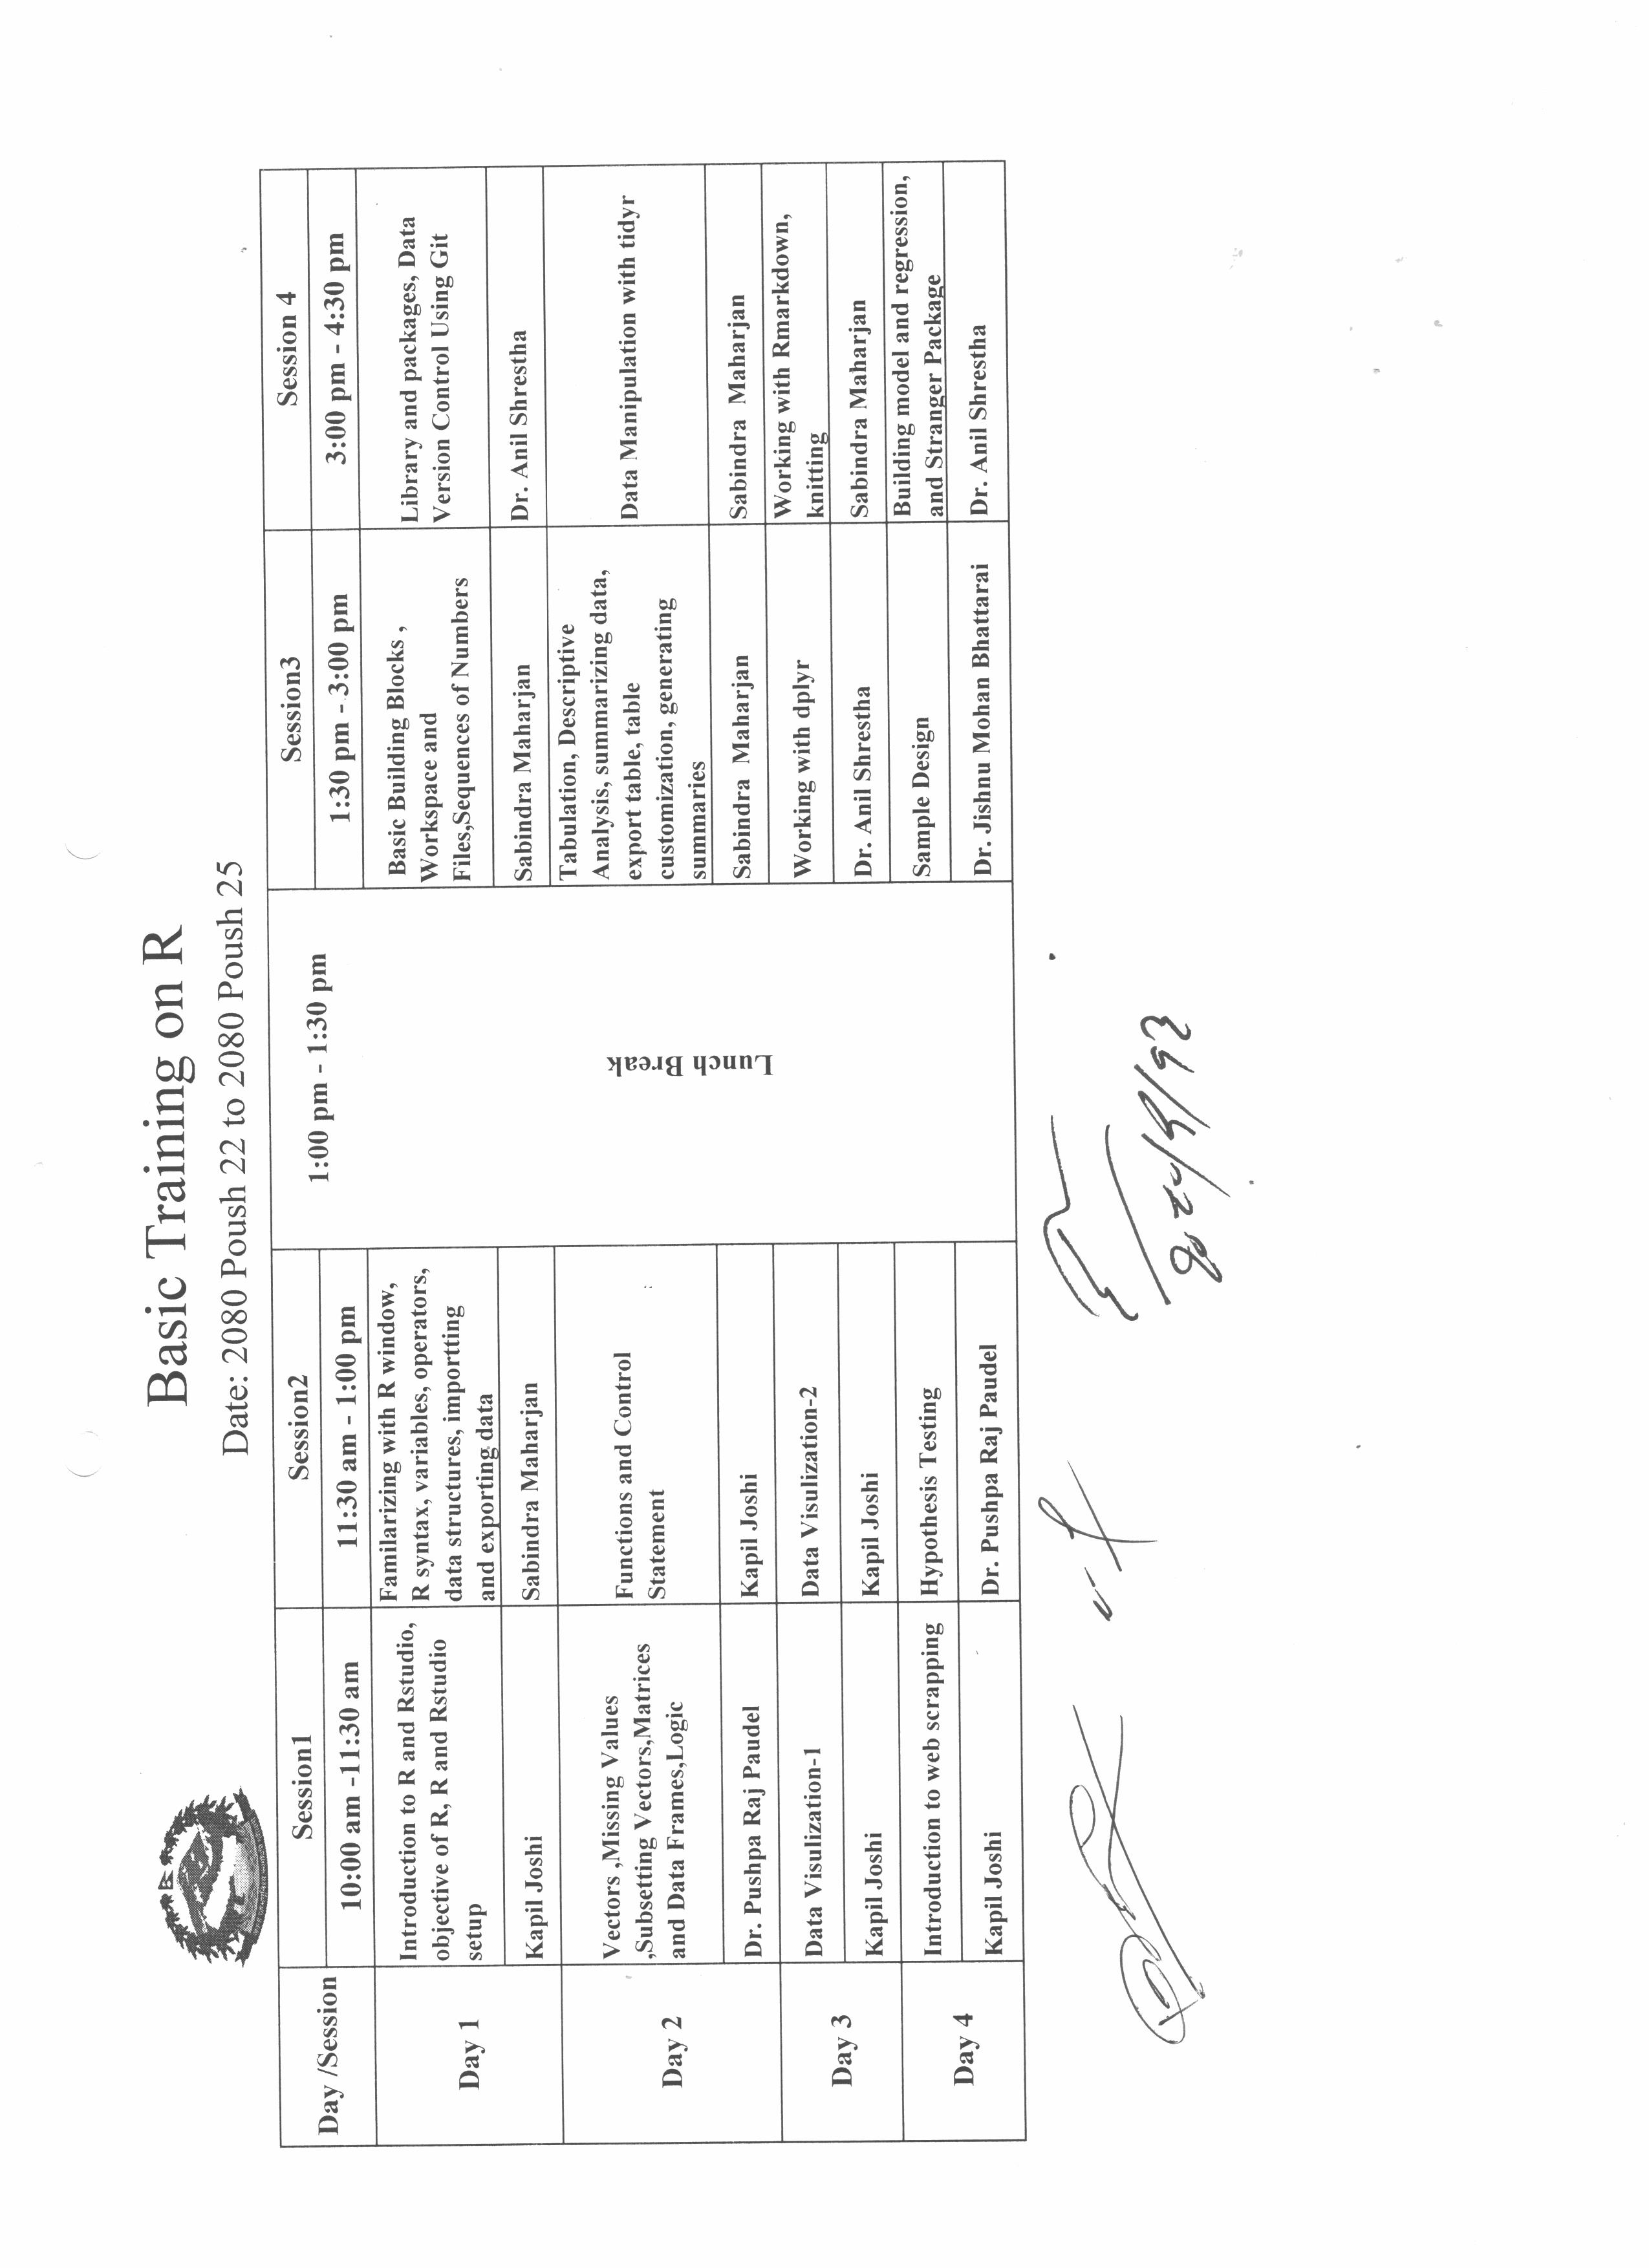 Basic Training on R
Date: 2080 Poush 22 to 2080 Poush 25
Day /Session
Session1
Session2
1:00 pm - 1:30 pm
Session3
Session 4
10:00 am -11:30 am
11:30 am - 1:00 pm
1:30 pm - 3:00 pm
3:00 pm - 4:30 pm
Day 1
Introduction to R and Rstudio,
objective of R, R and Rstudio
setup
Familarizing with R window,
R syntax, variables, operators,
data structures, importting
and exporting data
Basic Building Blocks ,
Workspace and
Files,Sequences of Numbers
Library and packages, Data
Version Control Using Git
Kapil Joshi
Sabindra Maharjan
Sabindra Maharjan
Dr. Anil Shrestha
Lunch Break
Day 2
Vectors ,Missing Values
,Subsetting Vectors,Matrices
and Data Frames,Logic
Functions and Control
Statement
Tabulation, Descriptive
Analysis, summarizing data,
export table, table
customization, generating
summaries
Data Manipulation with tidyr
Dr. Pushpa Raj Paudel
Kapil Joshi
Sabindra  Maharjan
Sabindra  Maharjan
Day 3
Data Visulization-1
Data Visulization-2
Working with dplyr
Working with Rmarkdown,
knitting
Kapil Joshi
Kapil Joshi
Dr. Anil Shrestha
Sabindra Maharjan
Day 4
Introduction to web scrapping
Hypothesis Testing
Sample Design
Building model and regression,
and Stranger Package
Kapil Joshi
Dr. Pushpa Raj Paudel
Dr. Jishnu Mohan Bhattarai
Dr. Anil Shrestha